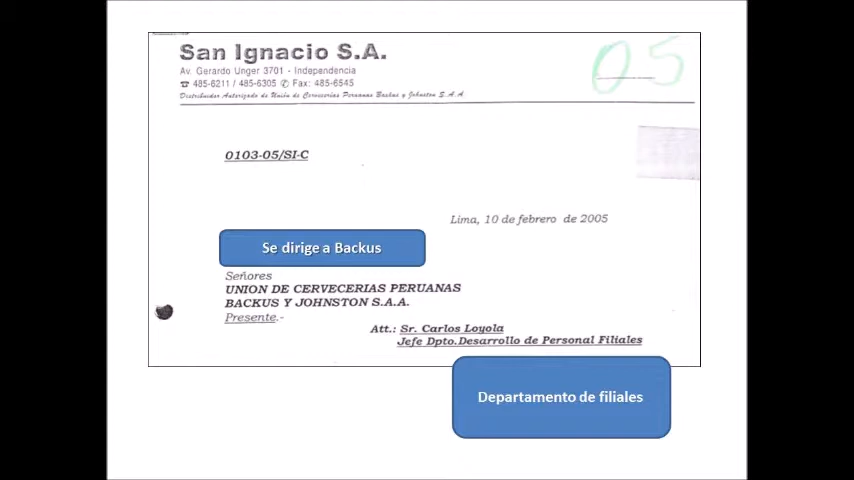 San Ignacio S.A.
05
Av. Gerardo Unger 3701 - Independencia
☎ 485-6211 / 485-6305 ✆ Fax: 485-6545
Distribuidor Autorizado de Unión de Cervecerías Peruanas Backus y Johnston S.A.A
0103-05/SI-C
Lima, 10 de febrero de 2005
Se dirige a Backus
Señores
UNION DE CERVECERIAS PERUANAS
BACKUS Y JOHNSTON S.A.A.
Presente.-
Att.: Sr. Carlos Loyola
Jefe Dpto.Desarrollo de Personal Filiales
Departamento de filiales